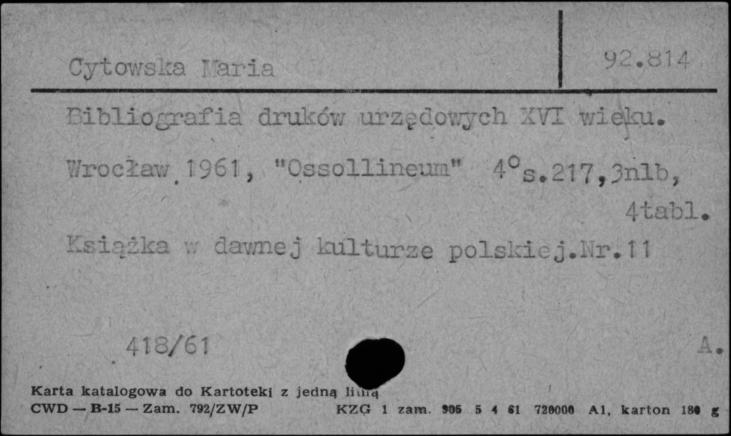 Cytowska Maria 92.814
Bibliografia druków urzędowych XVI wieku.
Wrocław 1961, "Ossollineum" 4°s.217,3nlb,
4tabl.
Książka w dawnej kulturze polskiej.Nr.11
418/61 A.
Karta katalogowa do Kartoteki z jedną linią
CWD — B-15 — Zam. 792/ZW/P KZG 1 zam. 905 5 4 61 720000 A1, karton 180 g